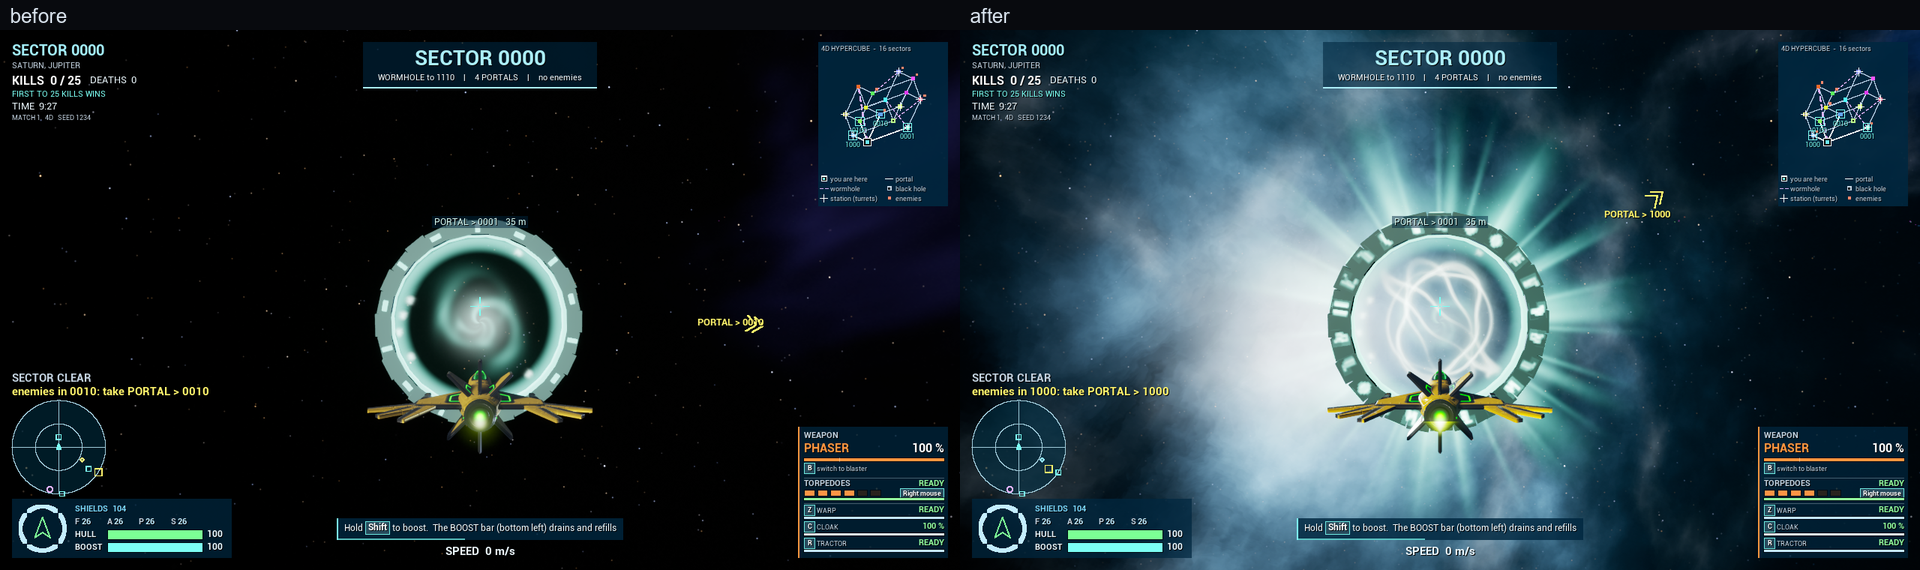 before
SECTOR 0000
SATURN, JUPITER
KILLS 0 / 25 DEATHS 0
FIRST TO 25 KILLS WINS
TIME 9:27
MATCH 1, 4D SEED 1234
SECTOR 0000
WORMHOLE to 1110 | 4 PORTALS | no enemies
4D HYPERCUBE - 16 sectors
0010
0001
1000
you are here
portal
wormhole
black hole
station (turrets)
enemies
PORTAL > 0001 35 m
PORTAL > 0010
SECTOR CLEAR
enemies in 0010: take PORTAL > 0010
SHIELDS 104
F 26 A 26 P 26 S 26
HULL 100
BOOST 100
Hold Shift to boost. The BOOST bar (bottom left) drains and refills
SPEED 0 m/s
WEAPON
PHASER 100 %
B switch to blaster
TORPEDOES READY
Right mouse
Z WARP READY
C CLOAK 100 %
R TRACTOR READY
after
SECTOR 0000
SATURN, JUPITER
KILLS 0 / 25 DEATHS 0
FIRST TO 25 KILLS WINS
TIME 9:27
MATCH 1, 4D SEED 1234
SECTOR 0000
WORMHOLE to 1110 | 4 PORTALS | no enemies
4D HYPERCUBE - 16 sectors
0010
0001
1000
you are here
portal
wormhole
black hole
station (turrets)
enemies
PORTAL > 0001 36 m
PORTAL > 1000
SECTOR CLEAR
enemies in 1000: take PORTAL > 1000
SHIELDS 104
F 26 A 26 P 26 S 26
HULL 100
BOOST 100
Hold Shift to boost. The BOOST bar (bottom left) drains and refills
SPEED 0 m/s
WEAPON
PHASER 100 %
B switch to blaster
TORPEDOES READY
Right mouse
Z WARP READY
C CLOAK 100 %
R TRACTOR READY